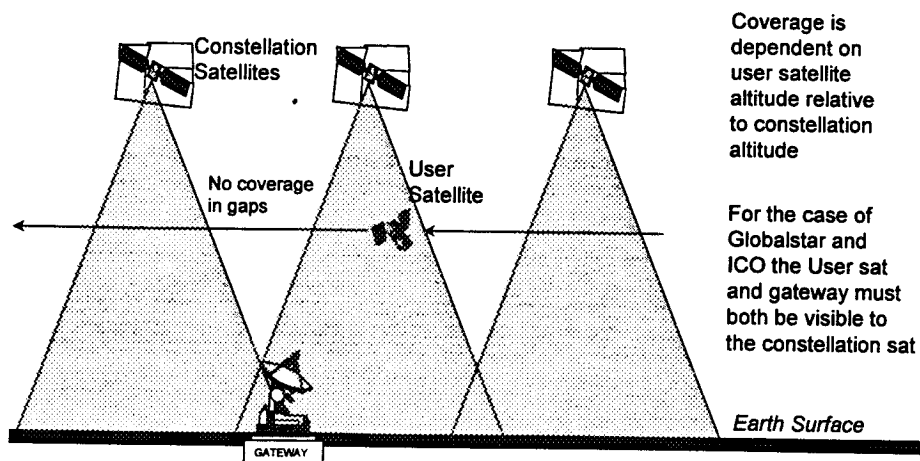 Constellation
Satellites
Coverage is
dependent on
user satellite
altitude relative
to constellation
altitude
No coverage
in gaps
User
Satellite
For the case of
Globalstar and
ICO the User sat
and gateway must
both be visible to
the constellation sat
Earth Surface
GATEWAY